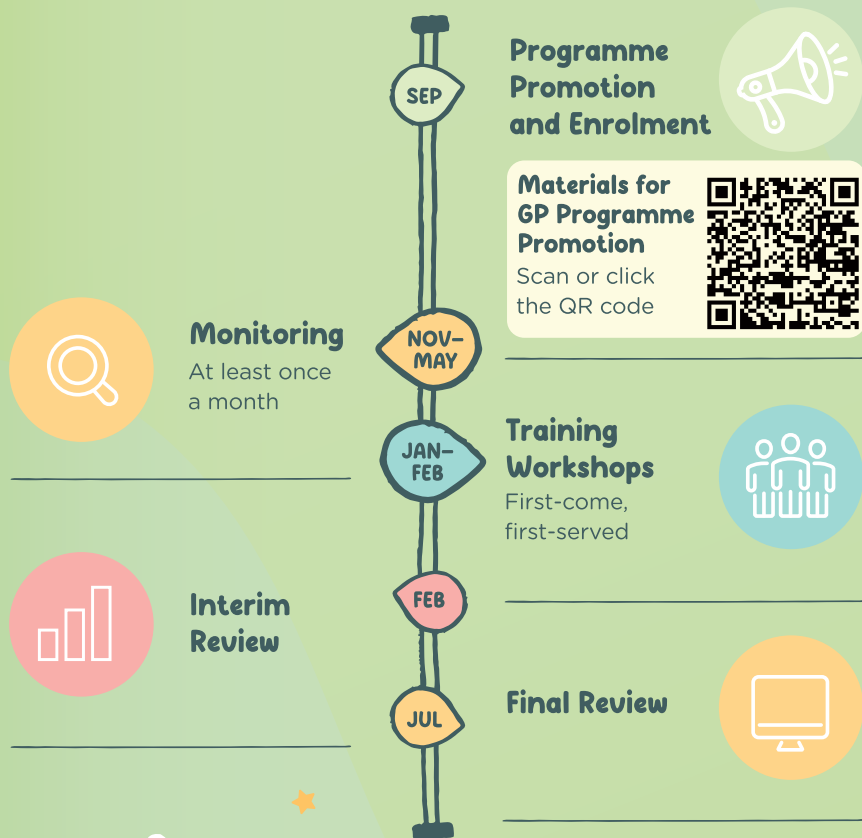 SEP
Programme
Promotion
and Enrolment
Materials for
GP Programme
Promotion
Scan or click
the QR code
Monitoring
At least once
a month
NOV–
MAY
JAN–
FEB
Training
Workshops
First-come,
first-served
Interim
Review
FEB
JUL
Final Review